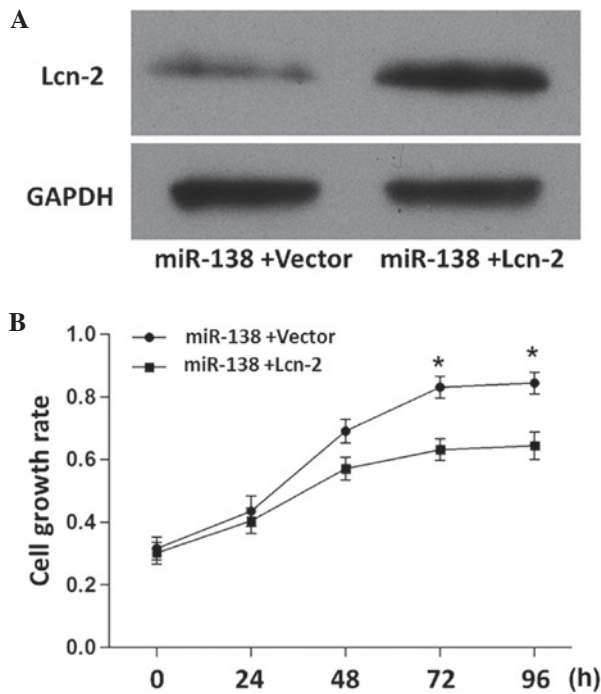 A
Lcn-2
GAPDH
miR-138 +Vector miR-138 +Lcn-2
B
1.0
0.8
0.6
0.4
0.2
0.0
Cell growth rate
miR-138 +Vector
miR-138 +Lcn-2
*
*
0 24 48 72 96 (h)